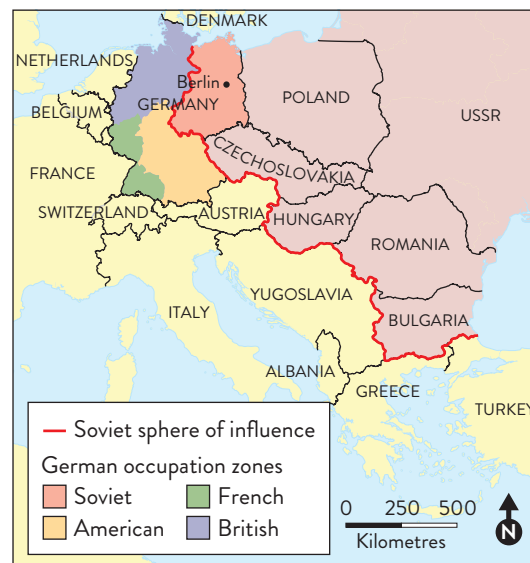 DENMARK
NETHERLANDS
Berlin
POLAND
BELGIUM
GERMANY
USSR
CZECHOSLOVAKIA
FRANCE
SWITZERLAND
AUSTRIA
HUNGARY
ROMANIA
YUGOSLAVIA
ITALY
BULGARIA
ALBANIA
GREECE
TURKEY
Soviet sphere of influence
German occupation zones
Soviet
French
American
British
0 250 500
Kilometres
N